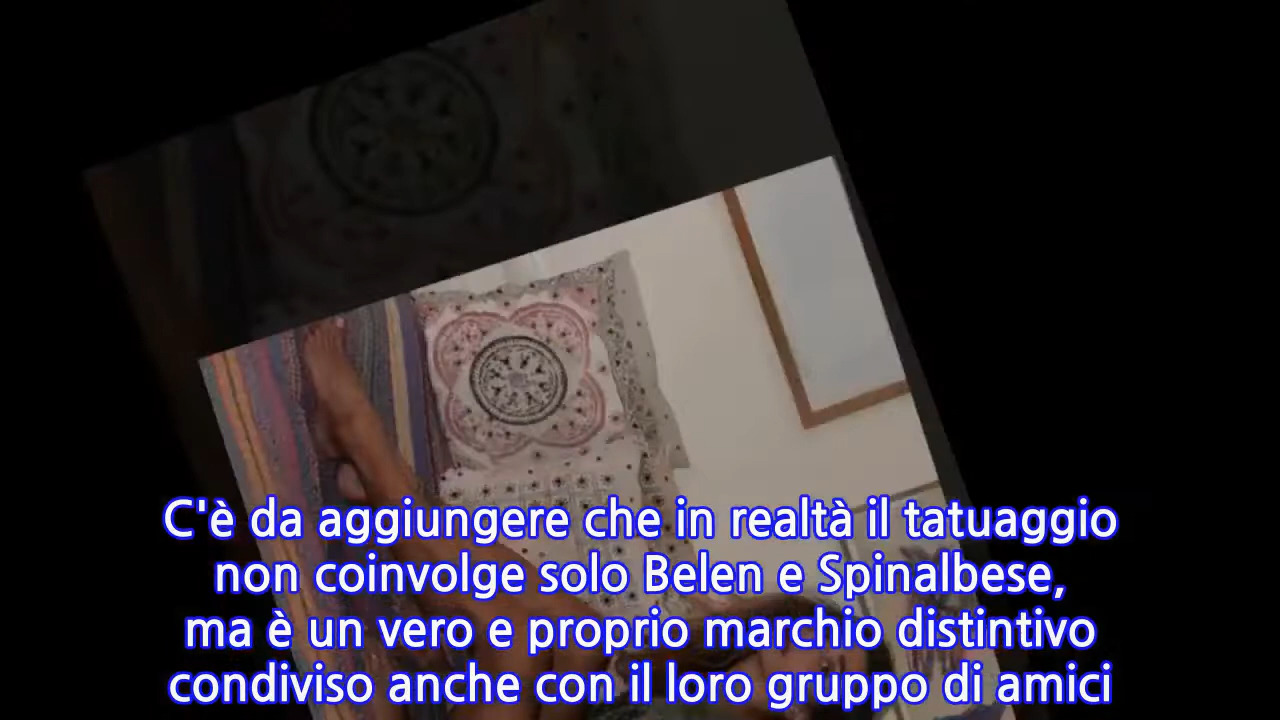 C'è da aggiungere che in realtà il tatuaggio
non coinvolge solo Belen e Spinalbese,
ma è un vero e proprio marchio distintivo
condiviso anche con il loro gruppo di amici